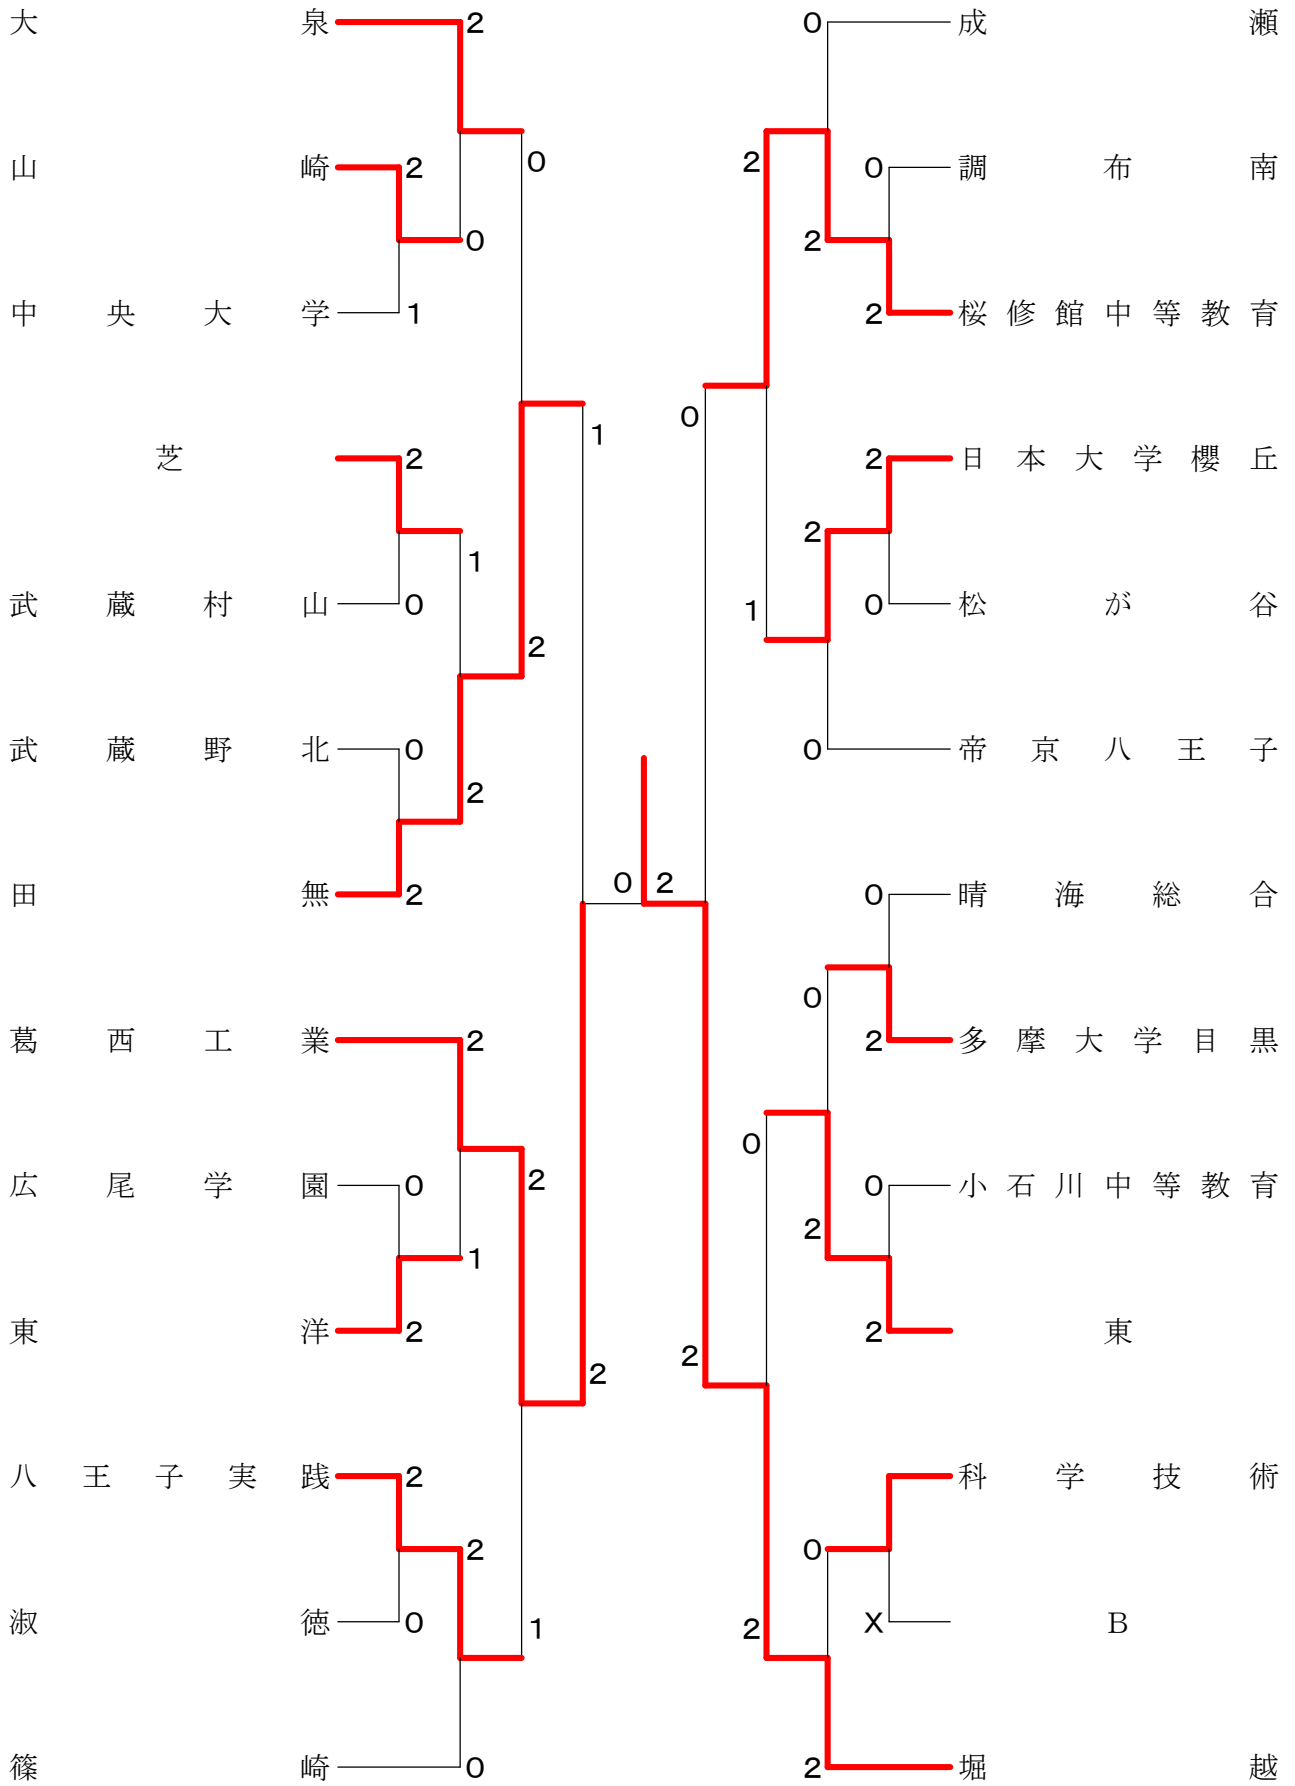 大泉 2 0 成瀬
0 2
山崎 2 0 調布南
0 2
中央大学 1 2 桜修館中等教育
0
1
芝 2 2 日本大学櫻丘
1 2
武蔵村山 0 0 松が谷
1
2
武蔵野北 0 0 帝京八王子
2
0 2
田無 2 0 晴海総合
0
葛西工業 2 2 多摩大学目黒
0
2
広尾学園 0 0 小石川中等教育
1 2
東洋 2 2 東
2 2
八王子実践 2 科学技術
2 0
淑徳 0 X B
1 2
篠崎 0 2 堀越